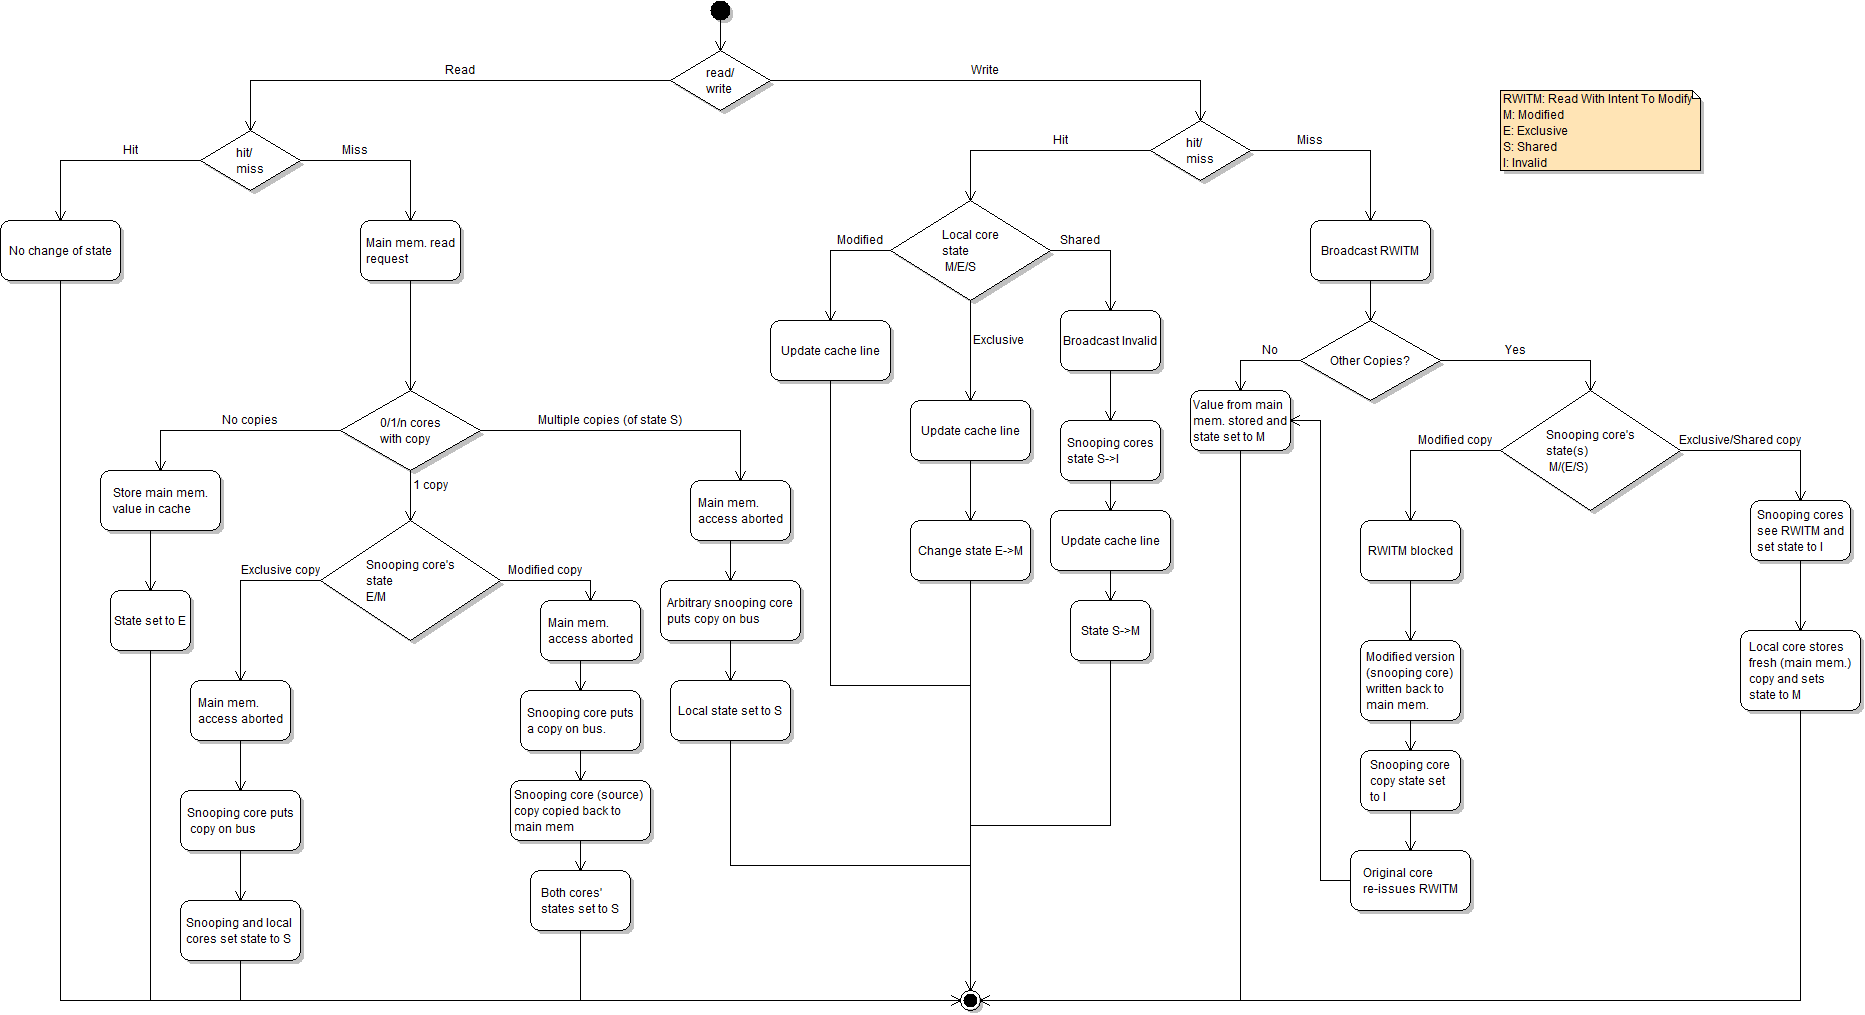 read/
write
Read
Write
RWITM: Read With Intent To Modify
M: Modified
E: Exclusive
S: Shared
I: Invalid
hit/
miss
Hit
Miss
hit/
miss
Hit
Miss
No change of state
Main mem. read
request
Local core
state
M/E/S
Modified
Shared
Exclusive
Broadcast RWITM
Update cache line
Broadcast Invalid
Other Copies?
No
Yes
0/1/n cores
with copy
No copies
Multiple copies (of state S)
1 copy
Update cache line
Snooping cores
state S->I
Value from main
mem. stored and
state set to M
Snooping core's
state(s)
M/(E/S)
Modified copy
Exclusive/Shared copy
Store main mem.
value in cache
Main mem.
access aborted
Change state E->M
Update cache line
RWITM blocked
Snooping cores
see RWITM and
set state to I
Snooping core's
state
E/M
Exclusive copy
Modified copy
State set to E
Main mem.
access aborted
Arbitrary snooping core
puts copy on bus
State S->M
Modified version
(snooping core)
written back to
main mem.
Local core stores
fresh (main mem.)
copy and sets
state to M
Main mem.
access aborted
Snooping core puts
a copy on bus.
Local state set to S
Snooping core
copy state set
to I
Snooping core puts
copy on bus
Snooping core (source)
copy copied back to
main mem
Original core
re-issues RWITM
Snooping and local
cores set state to S
Both cores'
states set to S